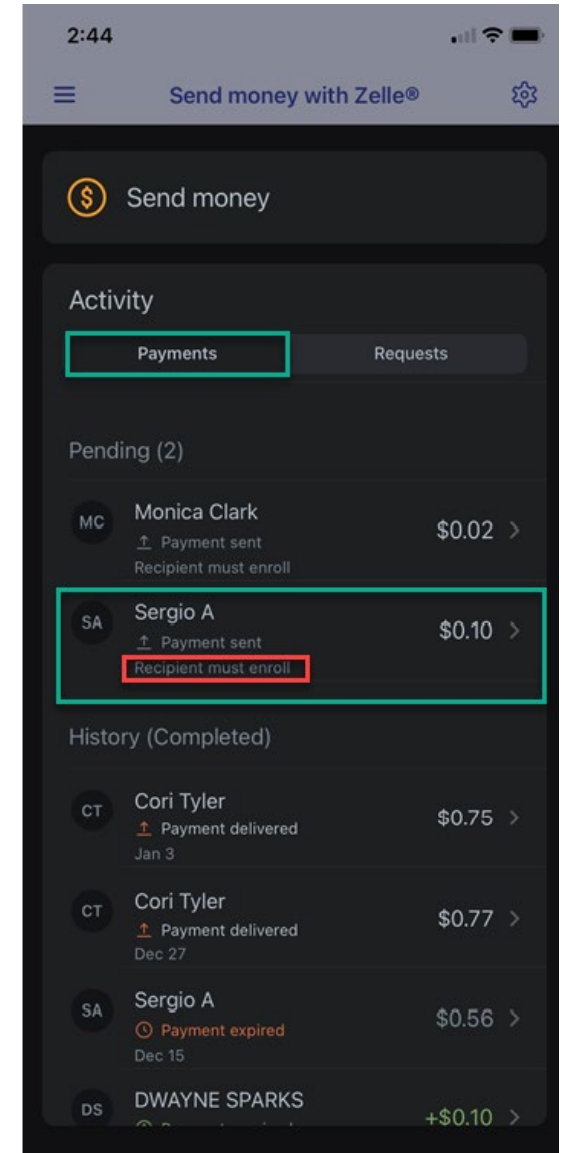 2:44
Send money with Zelle®
Send money
Activity
Payments Requests
Pending (2)
MC Monica Clark $0.02
Payment sent
Recipient must enroll
SA Sergio A $0.10
Payment sent
Recipient must enroll
History (Completed)
CT Cori Tyler $0.75
Payment delivered
Jan 3
CT Cori Tyler $0.77
Payment delivered
Dec 27
SA Sergio A $0.56
Payment expired
Dec 15
DS DWAYNE SPARKS +$0.10